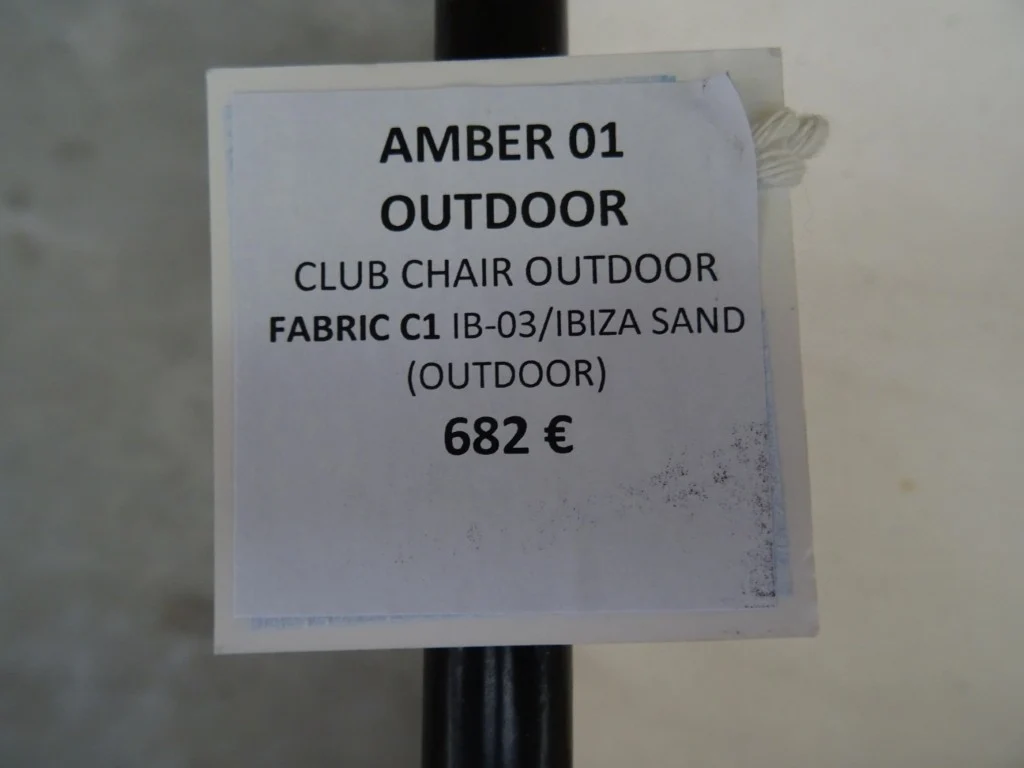 AMBER 01
OUTDOOR
CLUB CHAIR OUTDOOR
FABRIC C1 IB-03/IBIZA SAND
(OUTDOOR)
682 €